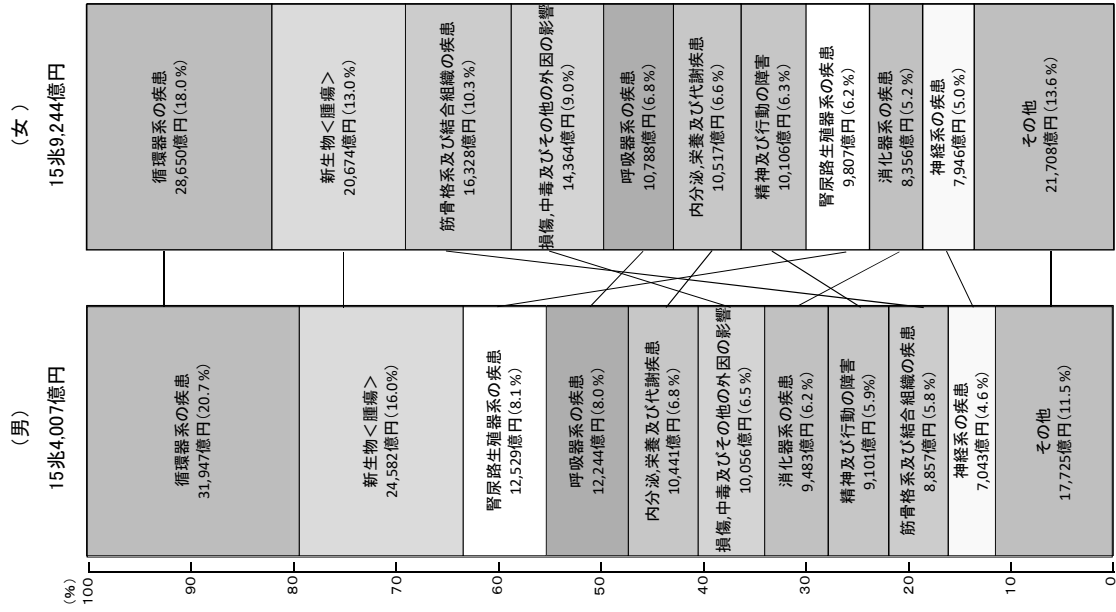 (%)
100
90
80
70
60
50
40
30
20
10
0
(男)
15兆4,007億円
循環器系の疾患
31,947億円(20.7%)
新生物<腫瘍>
24,582億円(16.0%)
腎尿路生殖器系の疾患
12,529億円(8.1%)
呼吸器系の疾患
12,244億円(8.0%)
内分泌,栄養及び代謝疾患
10,441億円(6.8%)
損傷,中毒及びその他の外因の影響
10,056億円(6.5%)
消化器系の疾患
9,483億円(6.2%)
精神及び行動の障害
9,101億円(5.9%)
筋骨格系及び結合組織の疾患
8,857億円(5.8%)
神経系の疾患
7,043億円(4.6%)
その他
17,725億円(11.5%)
(女)
15兆9,244億円
循環器系の疾患
28,650億円(18.0%)
新生物<腫瘍>
20,674億円(13.0%)
筋骨格系及び結合組織の疾患
16,328億円(10.3%)
損傷,中毒及びその他の外因の影響
14,364億円(9.0%)
呼吸器系の疾患
10,788億円(6.8%)
内分泌,栄養及び代謝疾患
10,517億円(6.6%)
精神及び行動の障害
10,106億円(6.3%)
腎尿路生殖器系の疾患
9,807億円(6.2%)
消化器系の疾患
8,356億円(5.2%)
神経系の疾患
7,946億円(5.0%)
その他
21,708億円(13.6%)